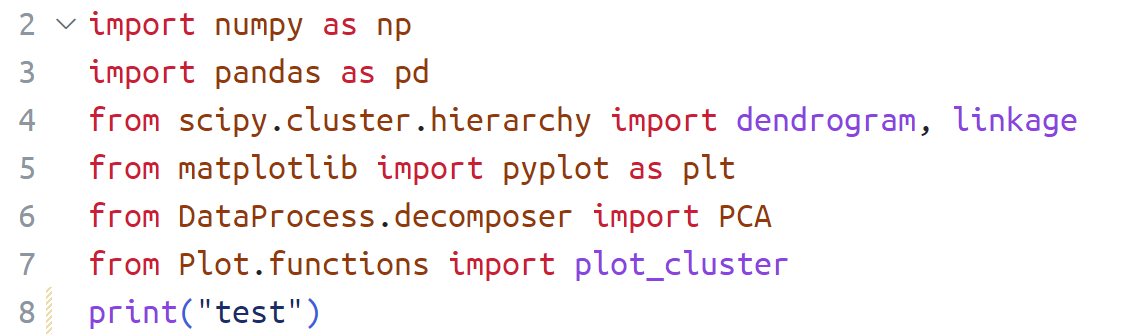 2 import numpy as np
3 import pandas as pd
4 from scipy.cluster.hierarchy import dendrogram, linkage
5 from matplotlib import pyplot as plt
6 from DataProcess.decomposer import PCA
7 from Plot.functions import plot_cluster
8 print("test")